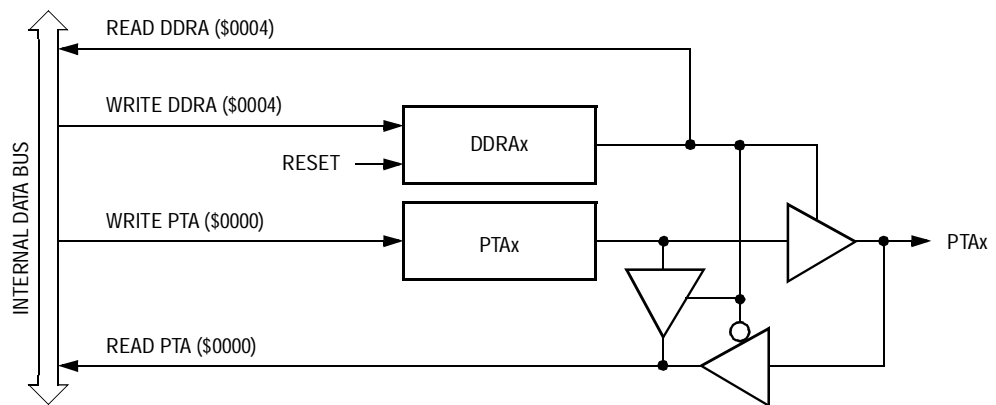 READ DDRA ($0004)
WRITE DDRA ($0004)
DDRAx
RESET
INTERNAL DATA BUS
WRITE PTA ($0000)
PTAx
PTAx
READ PTA ($0000)